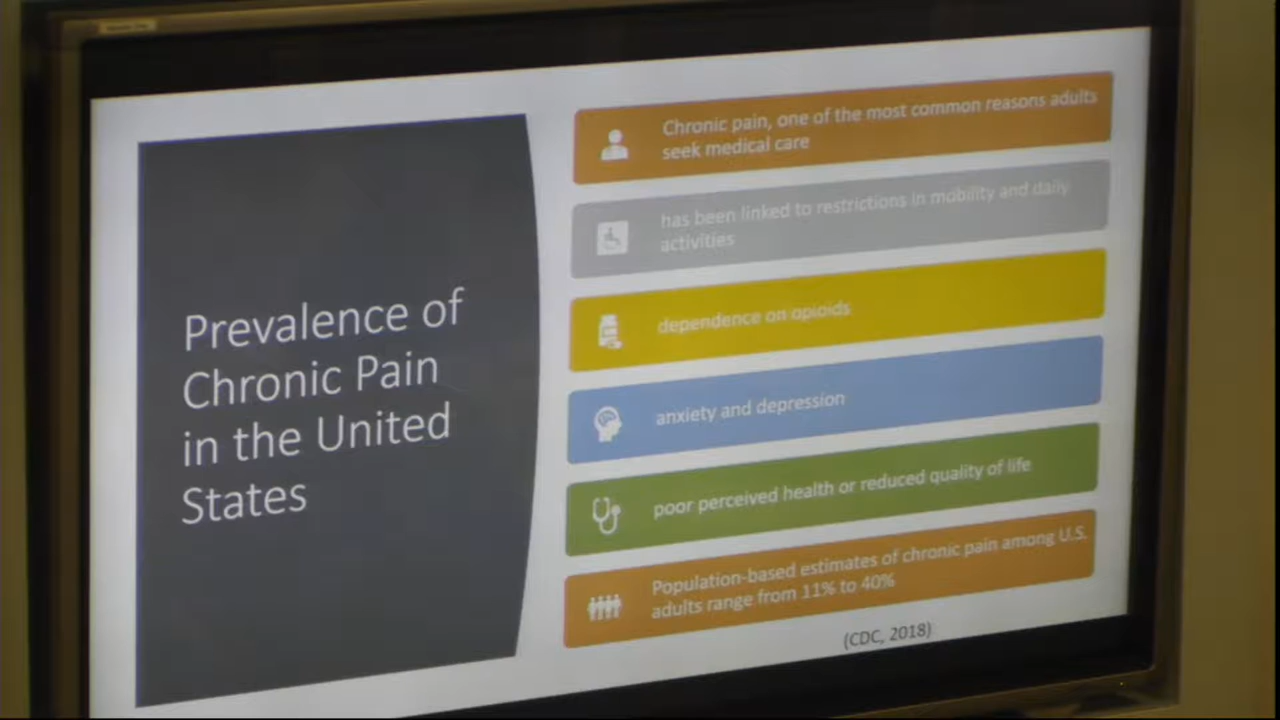 Prevalence of
Chronic Pain
in the United
States
Chronic pain, one of the most common reasons adults
seek medical care
has been linked to restrictions in mobility and daily
activities
dependence on opioids
anxiety and depression
poor perceived health or reduced quality of life
Population-based estimates of chronic pain among U.S.
adults range from 11% to 40%
(CDC, 2018)